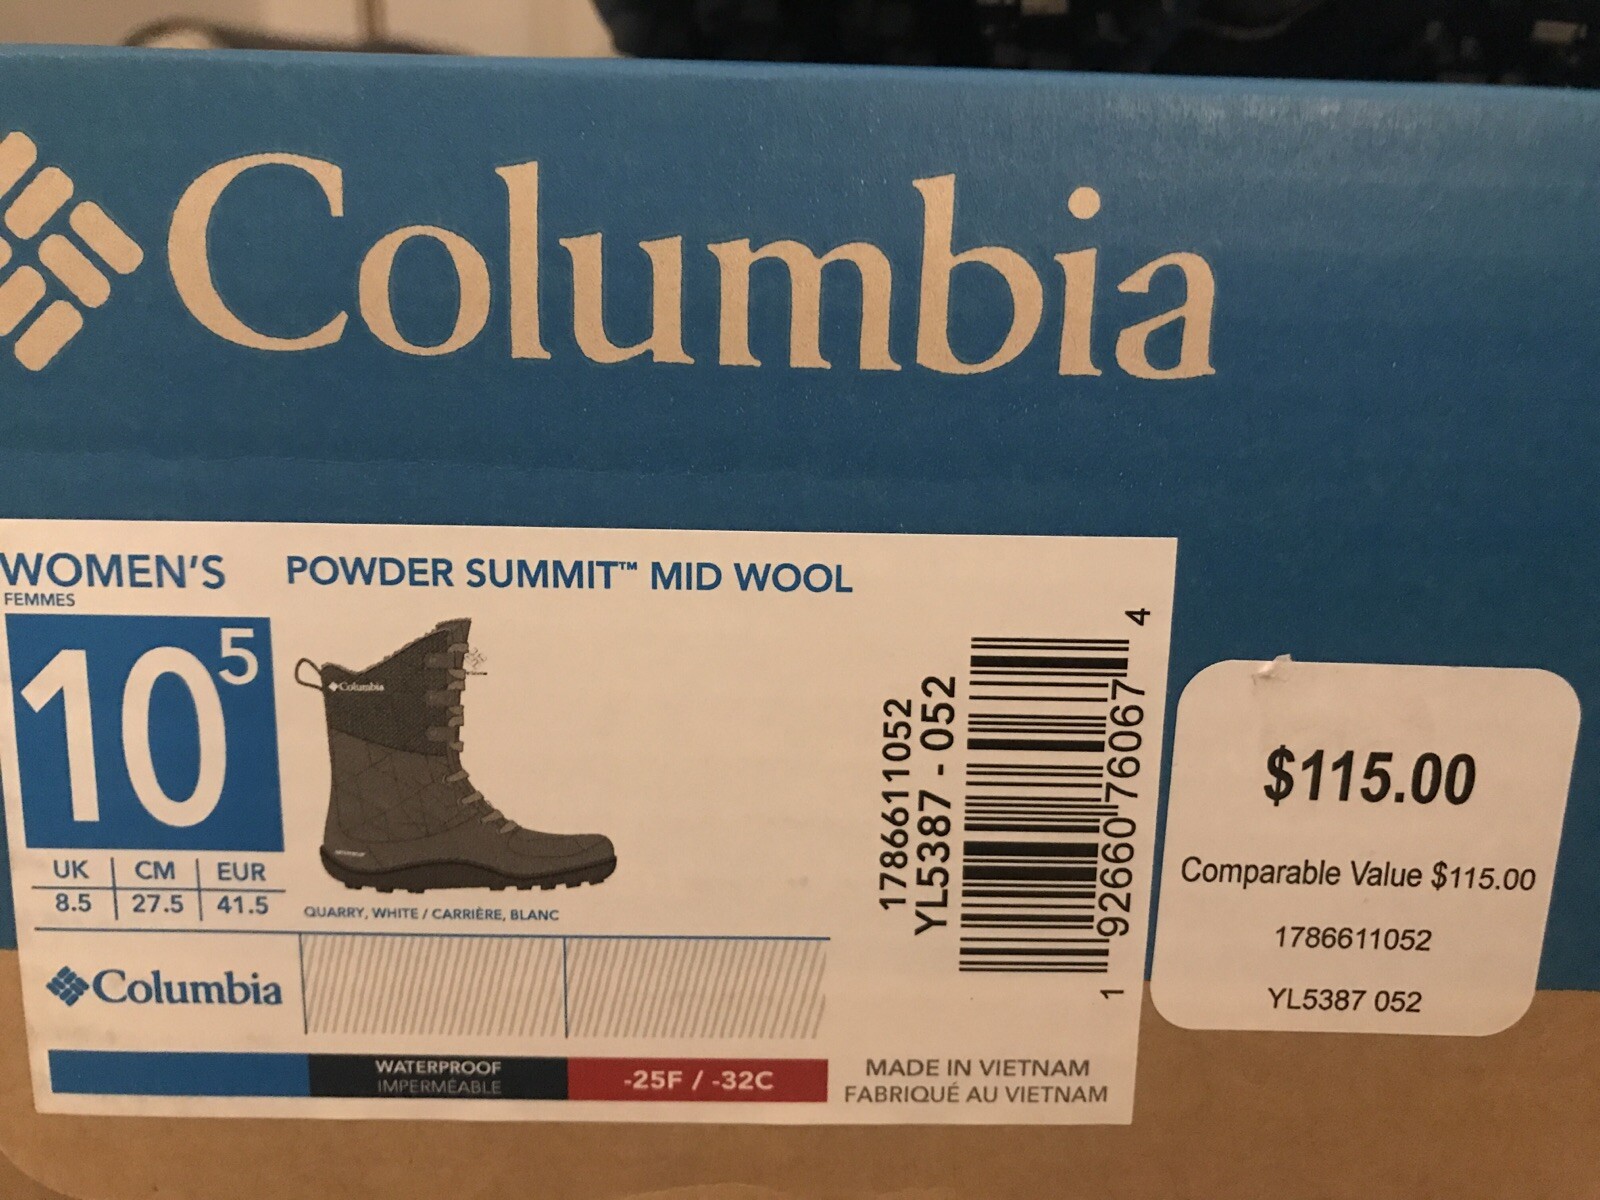 Columbia
WOMEN'S
FEMMES
POWDER SUMMIT™ MID WOOL
10⁵
Columbia
UK CM EUR
8.5 27.5 41.5
QUARRY, WHITE / CARRIÈRE, BLANC
Columbia
WATERPROOF
IMPERMÉABLE
-25F / -32C
1786611052
YL5387 - 052
1 92660 76067 4
MADE IN VIETNAM
FABRIQUÉ AU VIETNAM
$115.00
Comparable Value $115.00
1786611052
YL5387 052